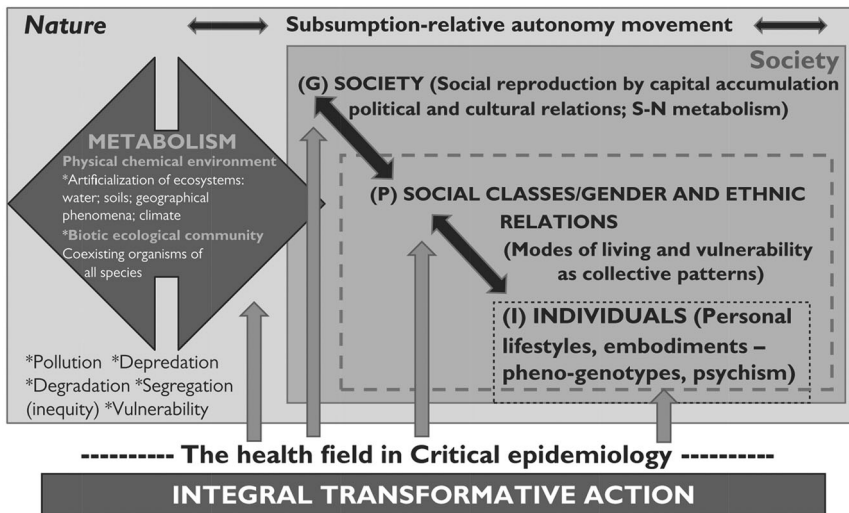 Nature
Subsumption-relative autonomy movement
Society
(G) SOCIETY (Social reproduction by capital accumulation
political and cultural relations; S-N metabolism)
METABOLISM
Physical chemical environment
*Artificialization of ecosystems:
water; soils; geographical
phenomena; climate
*Biotic ecological community
Coexisting organisms of
all species
(P) SOCIAL CLASSES/GENDER AND ETHNIC
RELATIONS
(Modes of living and vulnerability
as collective patterns)
(I) INDIVIDUALS (Personal
lifestyles, embodiments –
pheno-genotypes, psychism)
*Pollution *Depredation
*Degradation *Segregation
(inequity) *Vulnerability
---------- The health field in Critical epidemiology ----------
INTEGRAL TRANSFORMATIVE ACTION